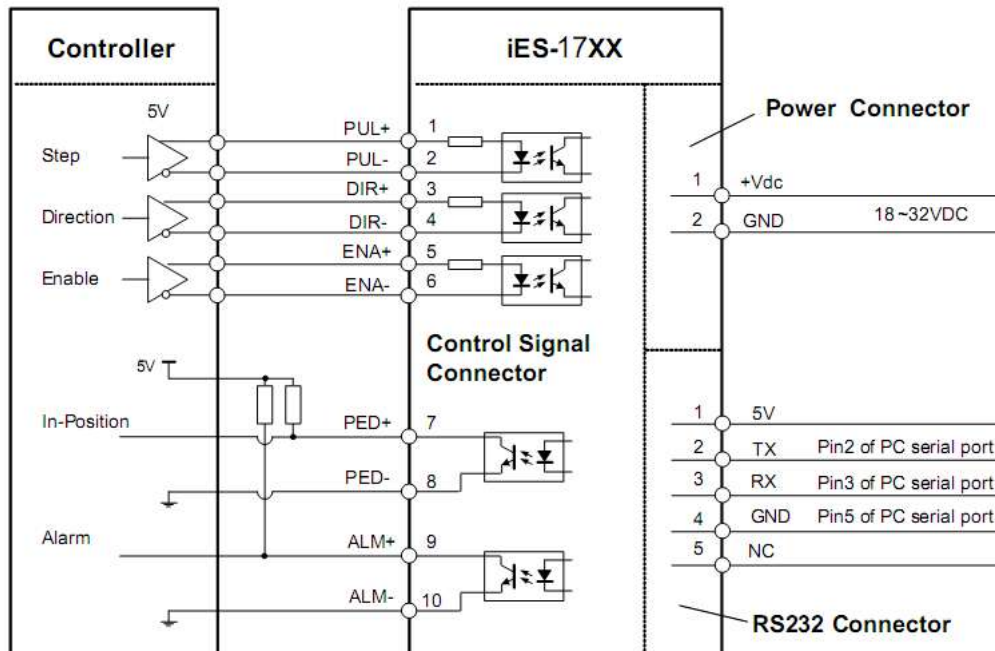 Controller
iES-17XX
5V
Power Connector
Step
PUL+
1
PUL-
2
Direction
DIR+
3
DIR-
4
Enable
ENA+
5
ENA-
6
1
+Vdc
2
GND
18~32VDC
Control Signal
Connector
5V
In-Position
PED+
7
PED-
8
Alarm
ALM+
9
ALM-
10
1
5V
2
TX
Pin2 of PC serial port
3
RX
Pin3 of PC serial port
4
GND
Pin5 of PC serial port
5
NC
RS232 Connector